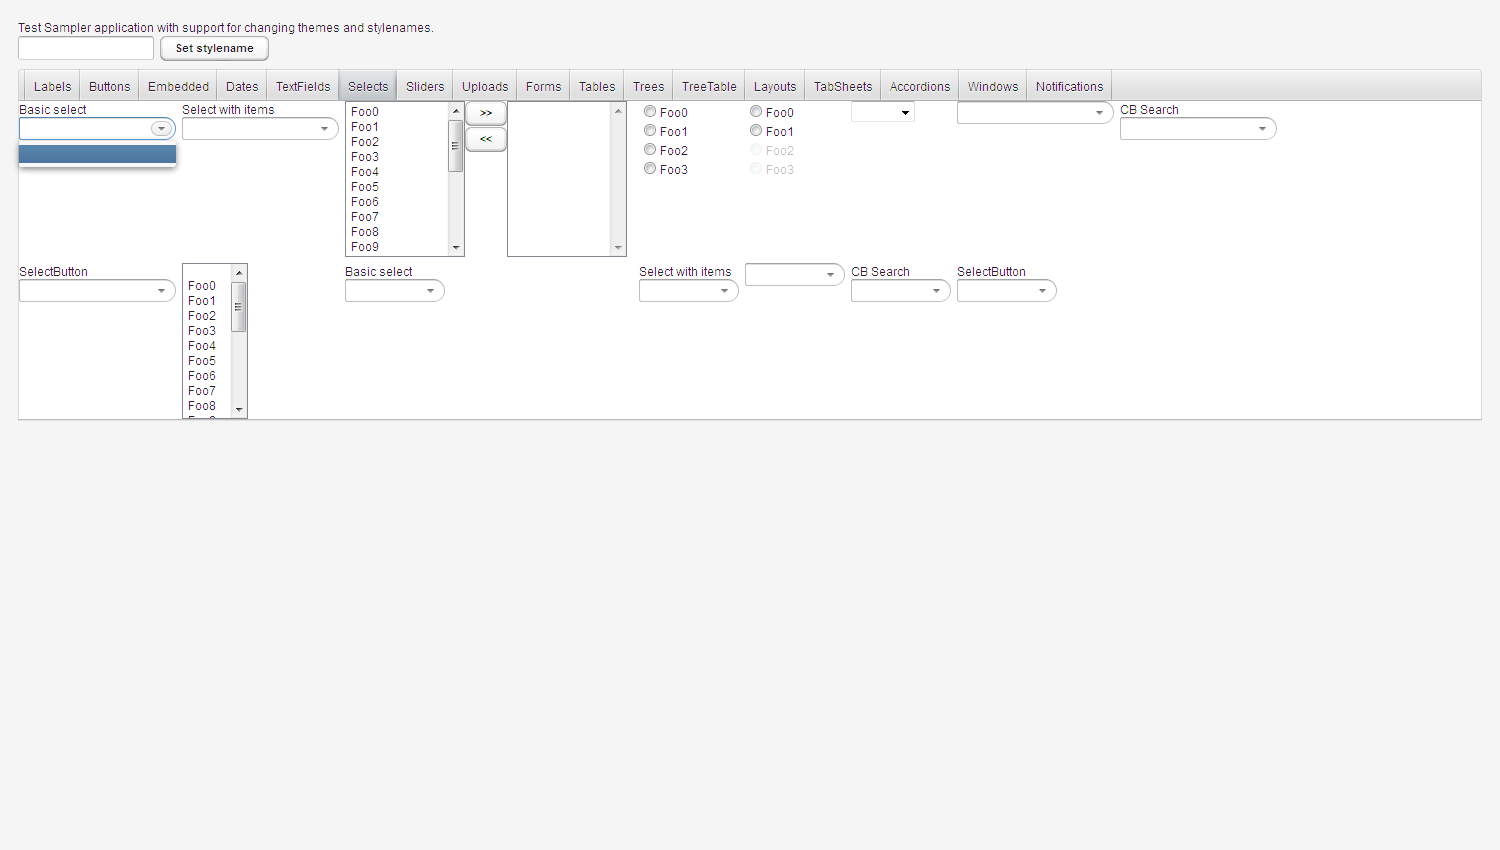 Test Sampler application with support for changing themes and stylenames.
Set stylename
Labels Buttons Embedded Dates TextFields Selects Sliders Uploads Forms Tables Trees TreeTable Layouts TabSheets Accordions Windows Notifications
Basic select
Select with items
Foo0
Foo1
Foo2
Foo3
Foo4
Foo5
Foo6
Foo7
Foo8
Foo9
>>
<<
Foo0
Foo1
Foo2
Foo3
Foo0
Foo1
Foo2
Foo3
CB Search
SelectButton
Foo0
Foo1
Foo2
Foo3
Foo4
Foo5
Foo6
Foo7
Foo8
Basic select
Select with items
CB Search
SelectButton